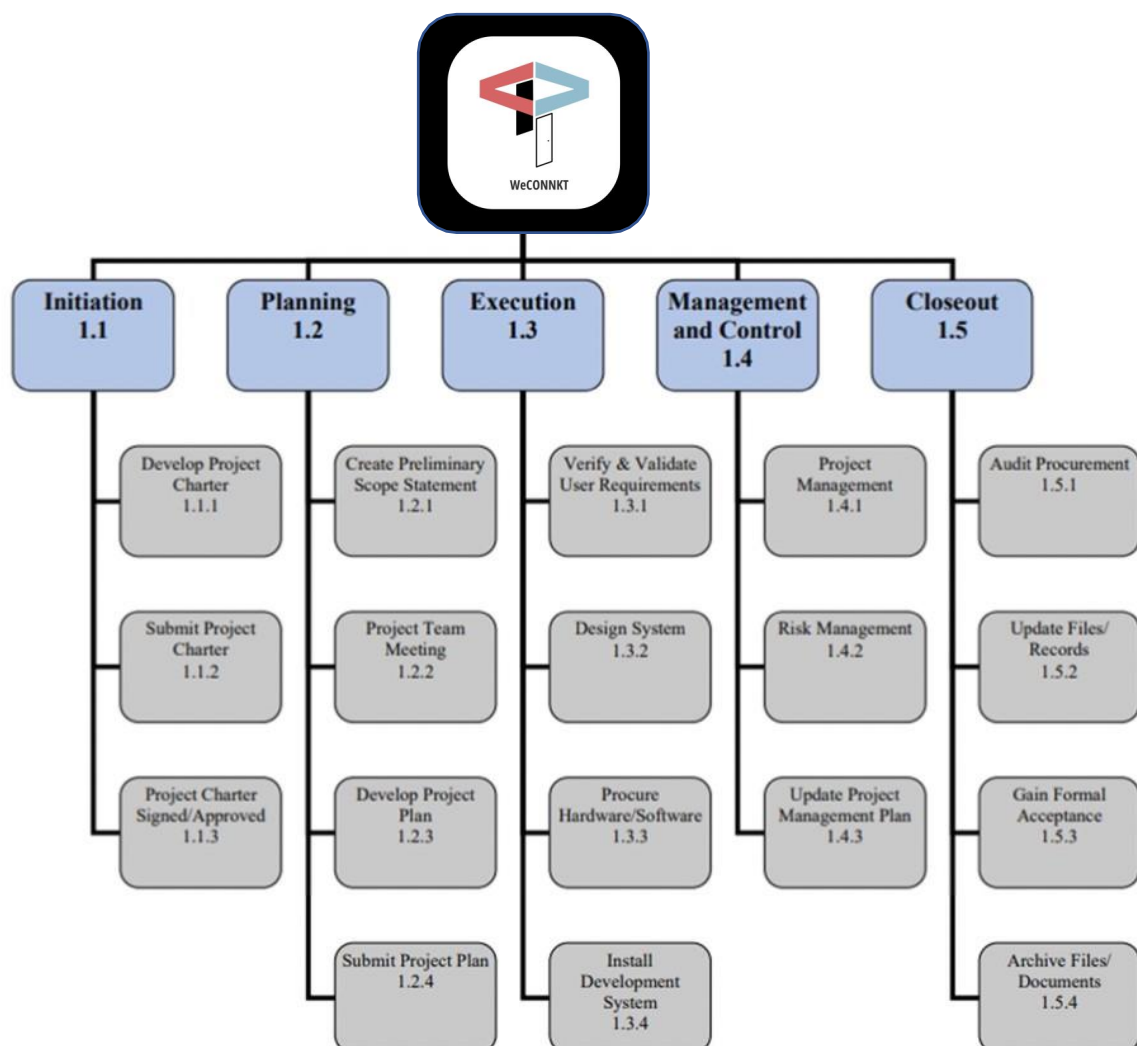 WeCONNKT
Initiation
1.1
Planning
1.2
Execution
1.3
Management
and Control
1.4
Closeout
1.5
Develop Project
Charter
1.1.1
Create Preliminary
Scope Statement
1.2.1
Verify & Validate
User Requirements
1.3.1
Project
Management
1.4.1
Audit Procurement
1.5.1
Submit Project
Charter
1.1.2
Project Team
Meeting
1.2.2
Design System
1.3.2
Risk Management
1.4.2
Update Files/
Records
1.5.2
Project Charter
Signed/Approved
1.1.3
Develop Project
Plan
1.2.3
Procure
Hardware/Software
1.3.3
Update Project
Management Plan
1.4.3
Gain Formal
Acceptance
1.5.3
Submit Project Plan
1.2.4
Install
Development
System
1.3.4
Archive Files/
Documents
1.5.4